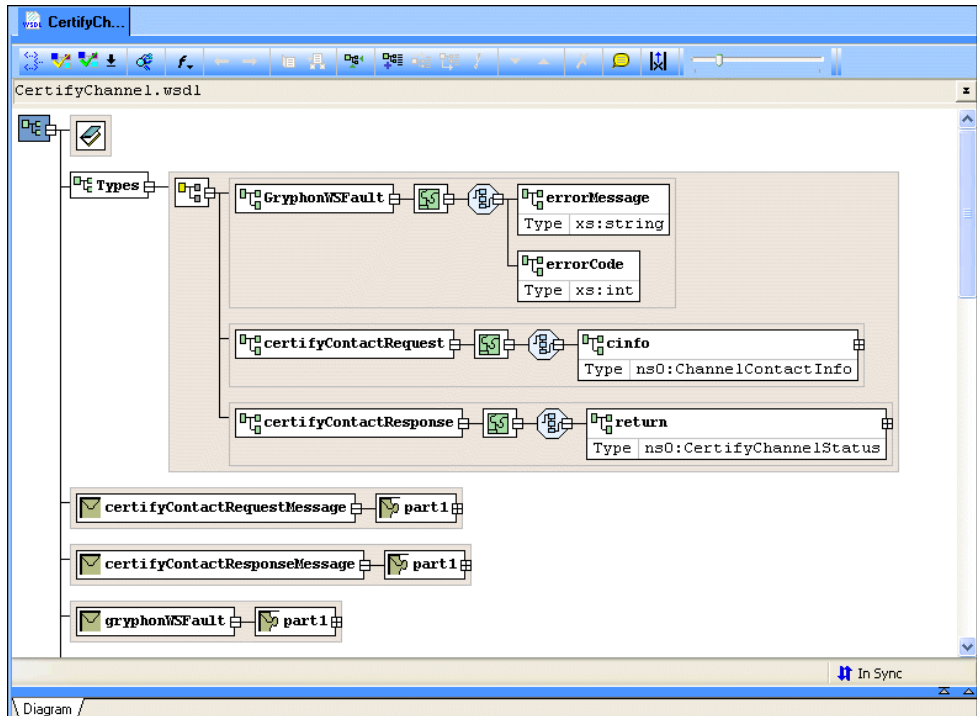 WSDL CertifyCh...
CertifyChannel.wsdl
Types
GryphonWSFault
errorMessage
Type xs:string
errorCode
Type xs:int
certifyContactRequest
cinfo
Type ns0:ChannelContactInfo
certifyContactResponse
return
Type ns0:CertifyChannelStatus
certifyContactRequestMessage part1
certifyContactResponseMessage part1
gryphonWSFault part1
In Sync
Diagram